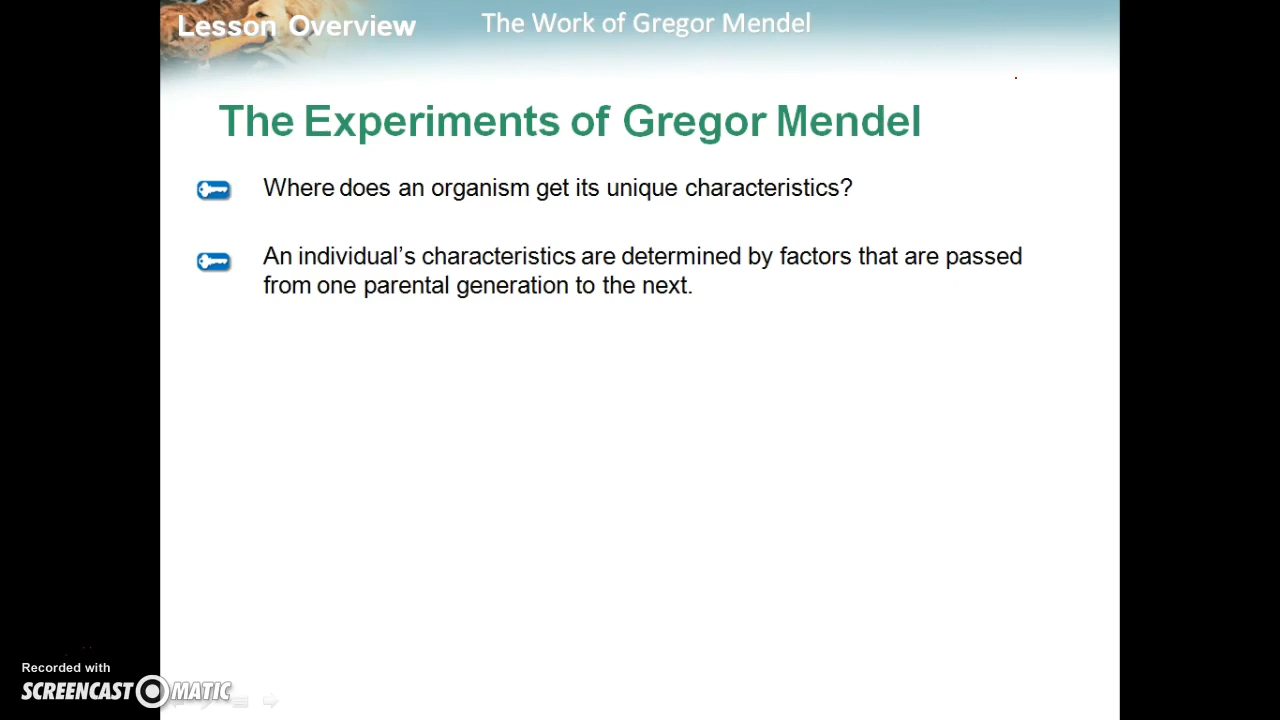 Lesson Overview
The Work of Gregor Mendel
The Experiments of Gregor Mendel
Where does an organism get its unique characteristics?
An individual’s characteristics are determined by factors that are passed
from one parental generation to the next.
Recorded with
SCREENCAST MATIC